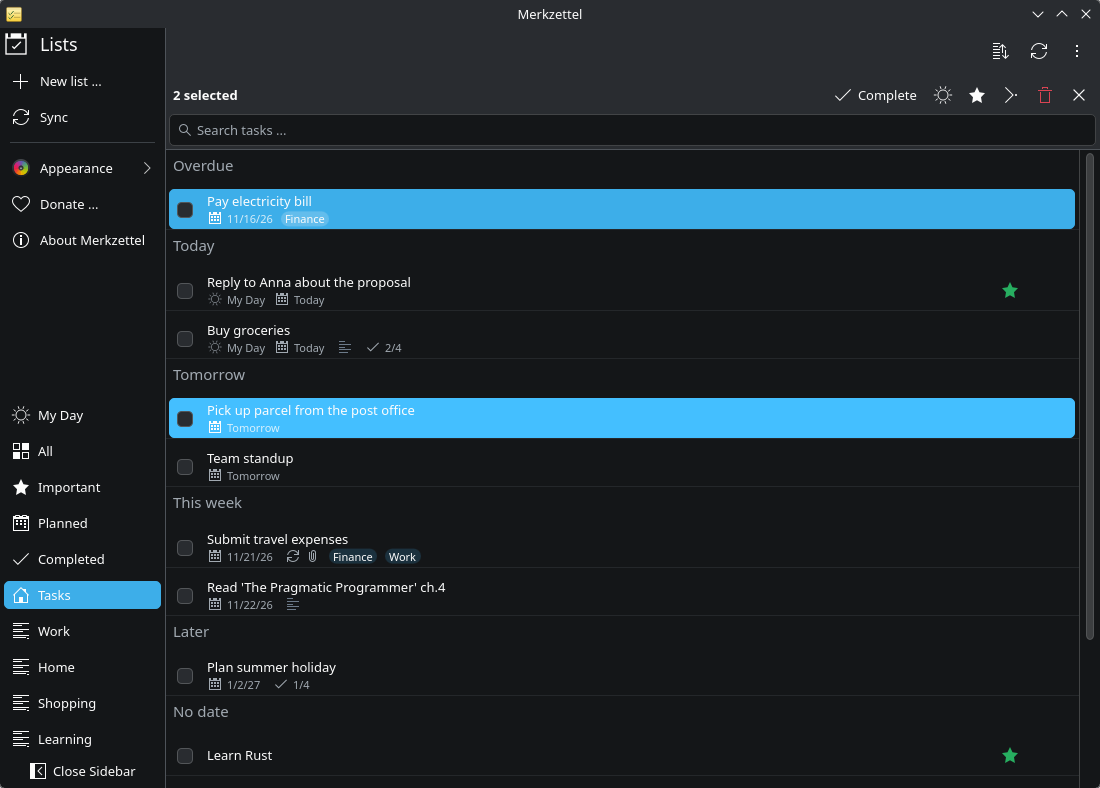 Merkzettel
Lists
New list ...
Sync
Appearance
Donate ...
About Merkzettel
My Day
All
Important
Planned
Completed
Tasks
Work
Home
Shopping
Learning
Close Sidebar
2 selected
Complete
Search tasks ...
Overdue
Pay electricity bill
11/16/26 Finance
Today
Reply to Anna about the proposal
My Day Today
Buy groceries
My Day Today 2/4
Tomorrow
Pick up parcel from the post office
Tomorrow
Team standup
Tomorrow
This week
Submit travel expenses
11/21/26 Finance Work
Read 'The Pragmatic Programmer' ch.4
11/22/26
Later
Plan summer holiday
1/2/27 1/4
No date
Learn Rust